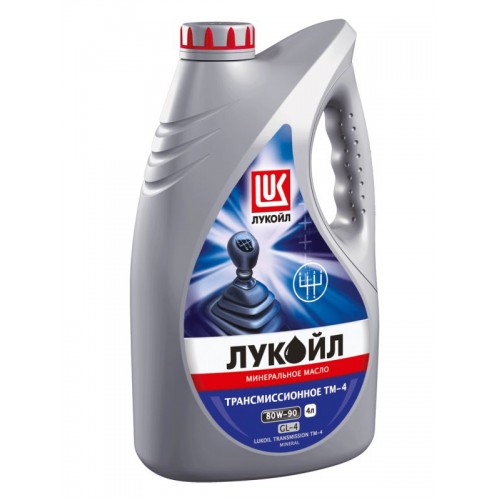 LUK
ЛУКОЙЛ
ЛУКОЙЛ
МИНЕРАЛЬНОЕ МАСЛО
ТРАНСМИССИОННОЕ ТМ-4
80W-90 4л
GL-4
LUKOIL TRANSMISSION TM-4
MINERAL